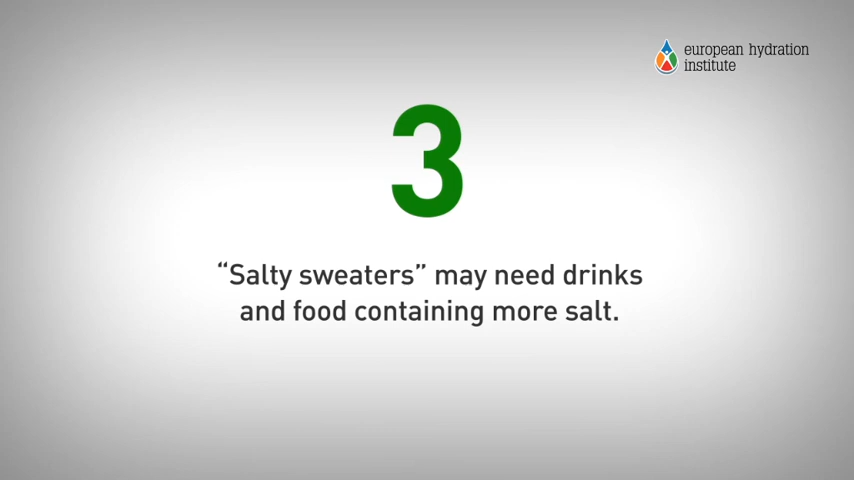 european hydration
institute
3
“Salty sweaters” may need drinks
and food containing more salt.